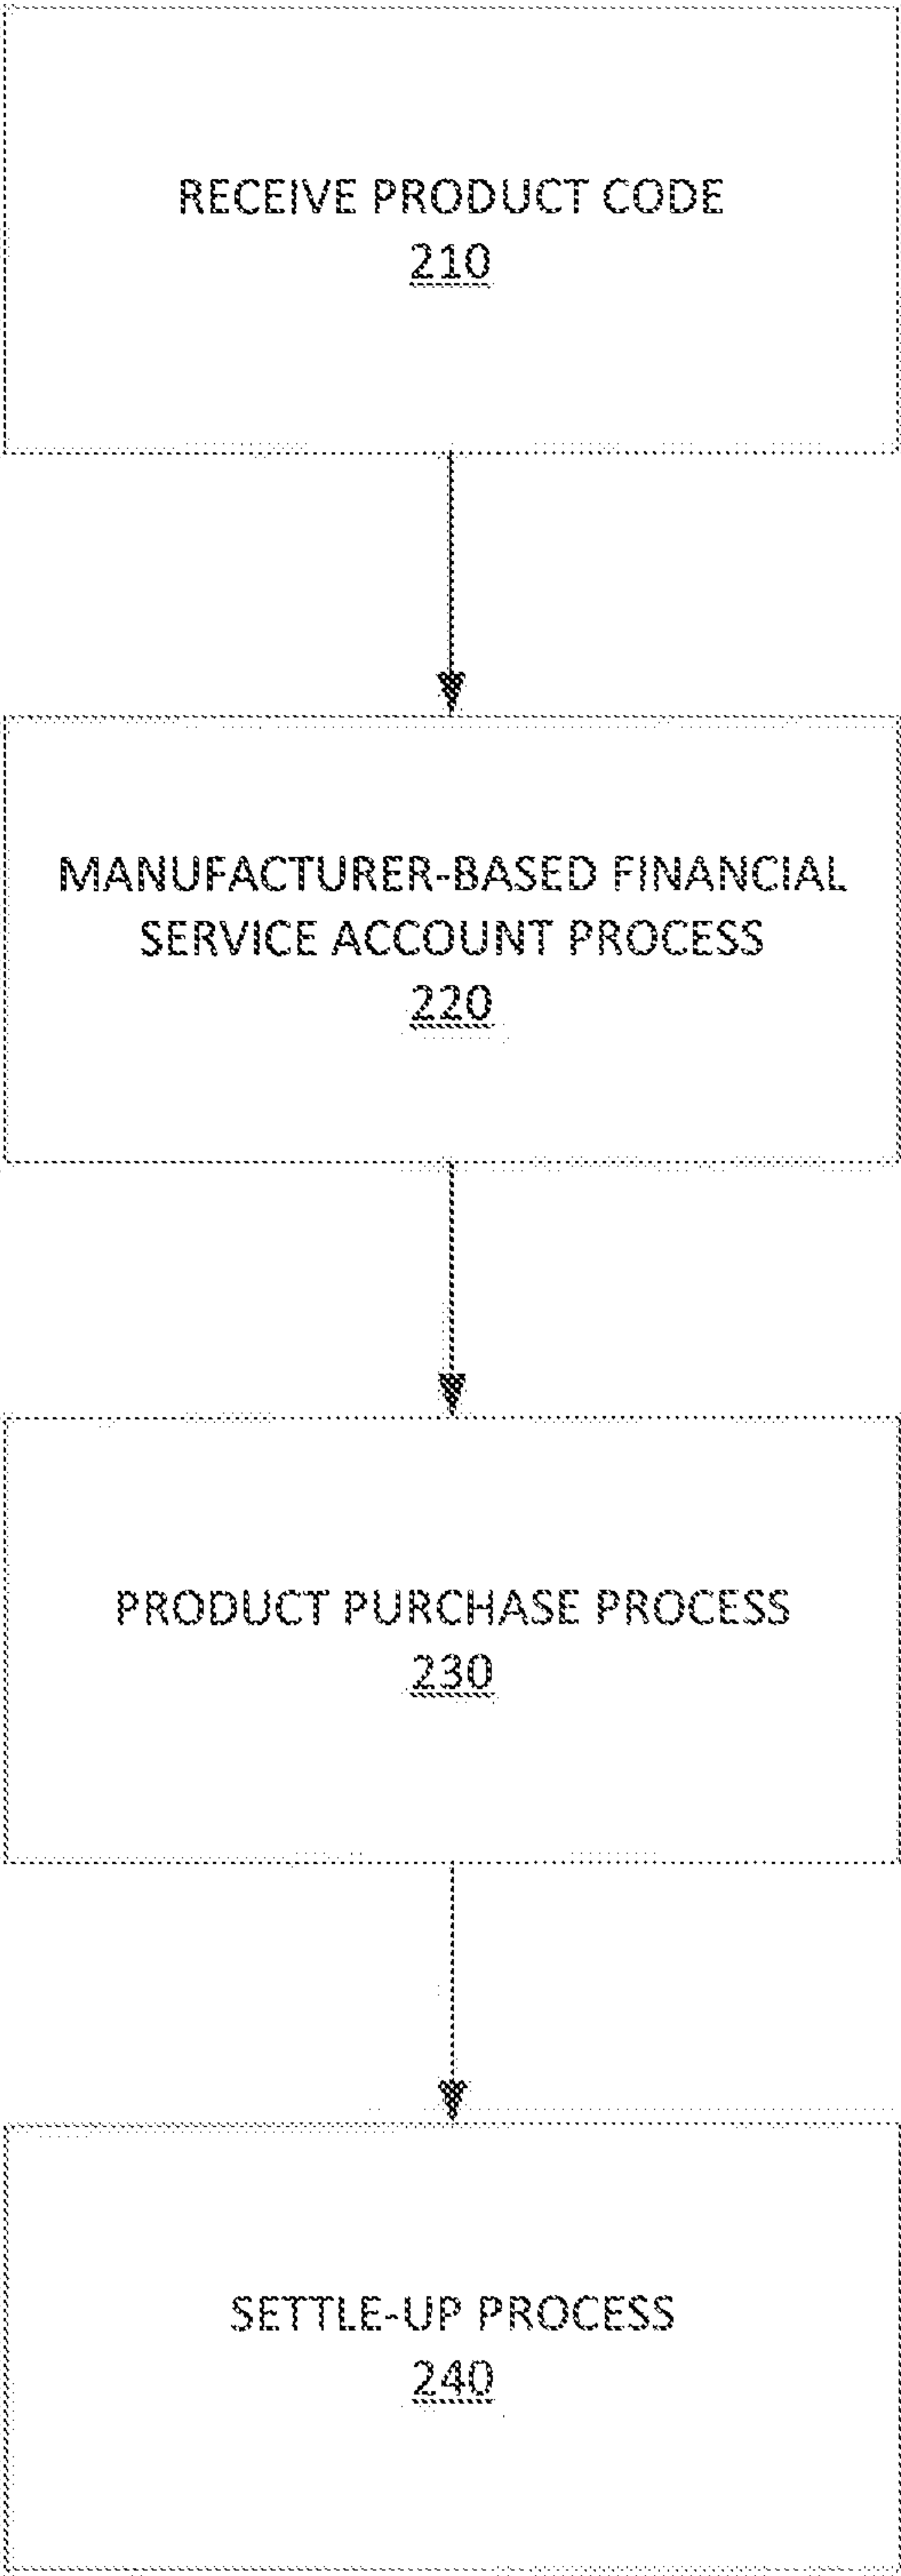 RECEIVE PRODUCT CODE
210
MANUFACTURER-BASED FINANCIAL
SERVICE ACCOUNT PROCESS
220
PRODUCT PURCHASE PROCESS
230
SETTLE-UP PROCESS
240